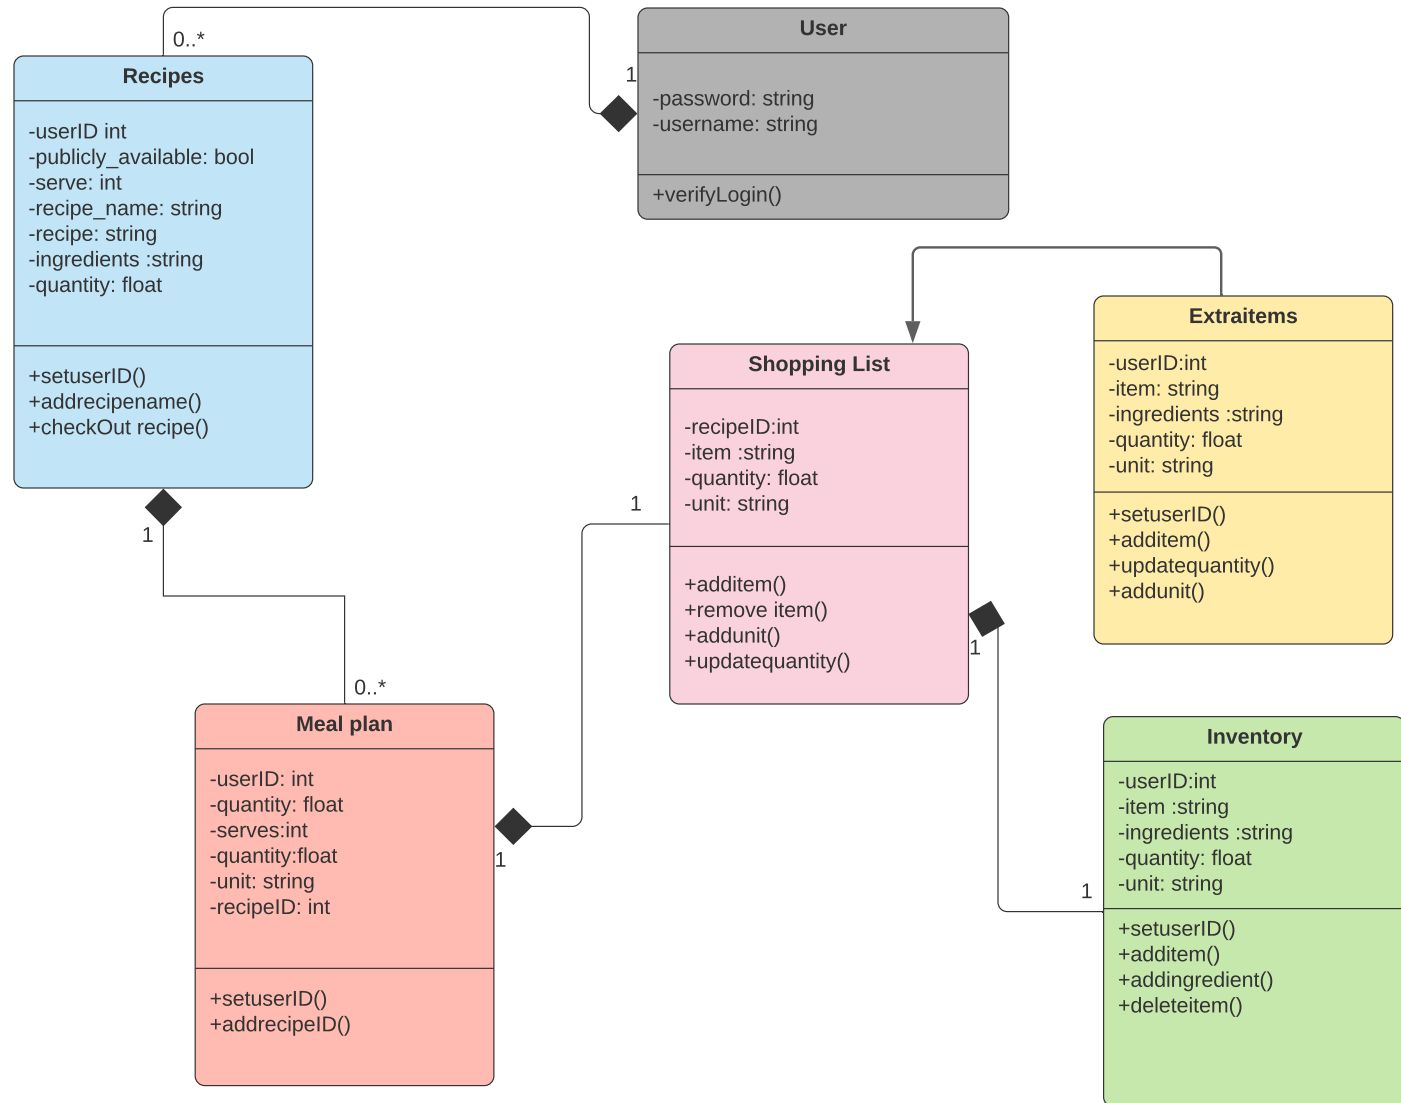 User
1
-password: string
-username: string
+verifyLogin()
0..*
Recipes
-userID int
-publicly_available: bool
-serve: int
-recipe_name: string
-recipe: string
-ingredients :string
-quantity: float
+setuserID()
+addrecipename()
+checkOut recipe()
1
Extraitems
-userID:int
-item: string
-ingredients :string
-quantity: float
-unit: string
+setuserID()
+additem()
+updatequantity()
+addunit()
Shopping List
-recipeID:int
-item :string
-quantity: float
-unit: string
1
+additem()
+remove item()
+addunit()
+updatequantity()
1
0..*
Meal plan
-userID: int
-quantity: float
-serves:int
-quantity:float
-unit: string
-recipeID: int
1
+setuserID()
+addrecipeID()
Inventory
-userID:int
-item :string
-ingredients :string
-quantity: float
-unit: string
1
+setuserID()
+additem()
+addingredient()
+deleteitem()